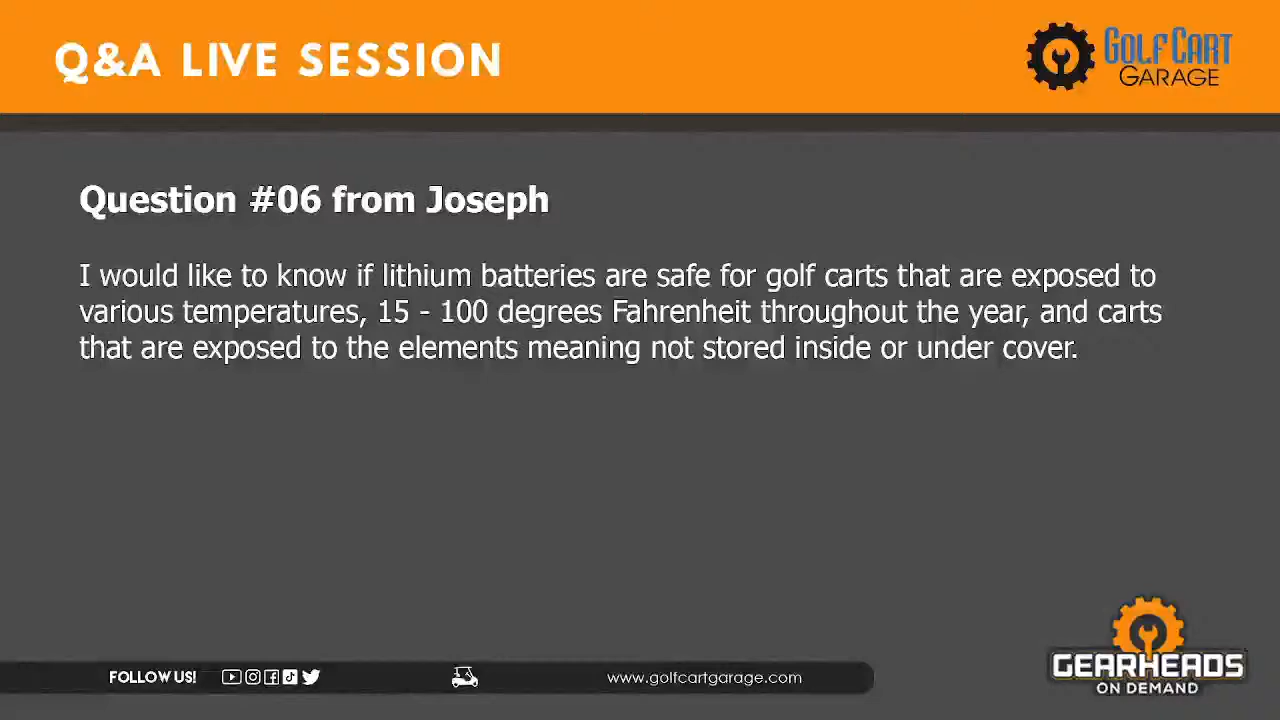 Q&A LIVE SESSION
GOLF CART
GARAGE
Question #06 from Joseph
I would like to know if lithium batteries are safe for golf carts that are exposed to
various temperatures, 15 - 100 degrees Fahrenheit throughout the year, and carts
that are exposed to the elements meaning not stored inside or under cover.
FOLLOW US!
www.golfcartgarage.com
GEARHEADS
ON DEMAND